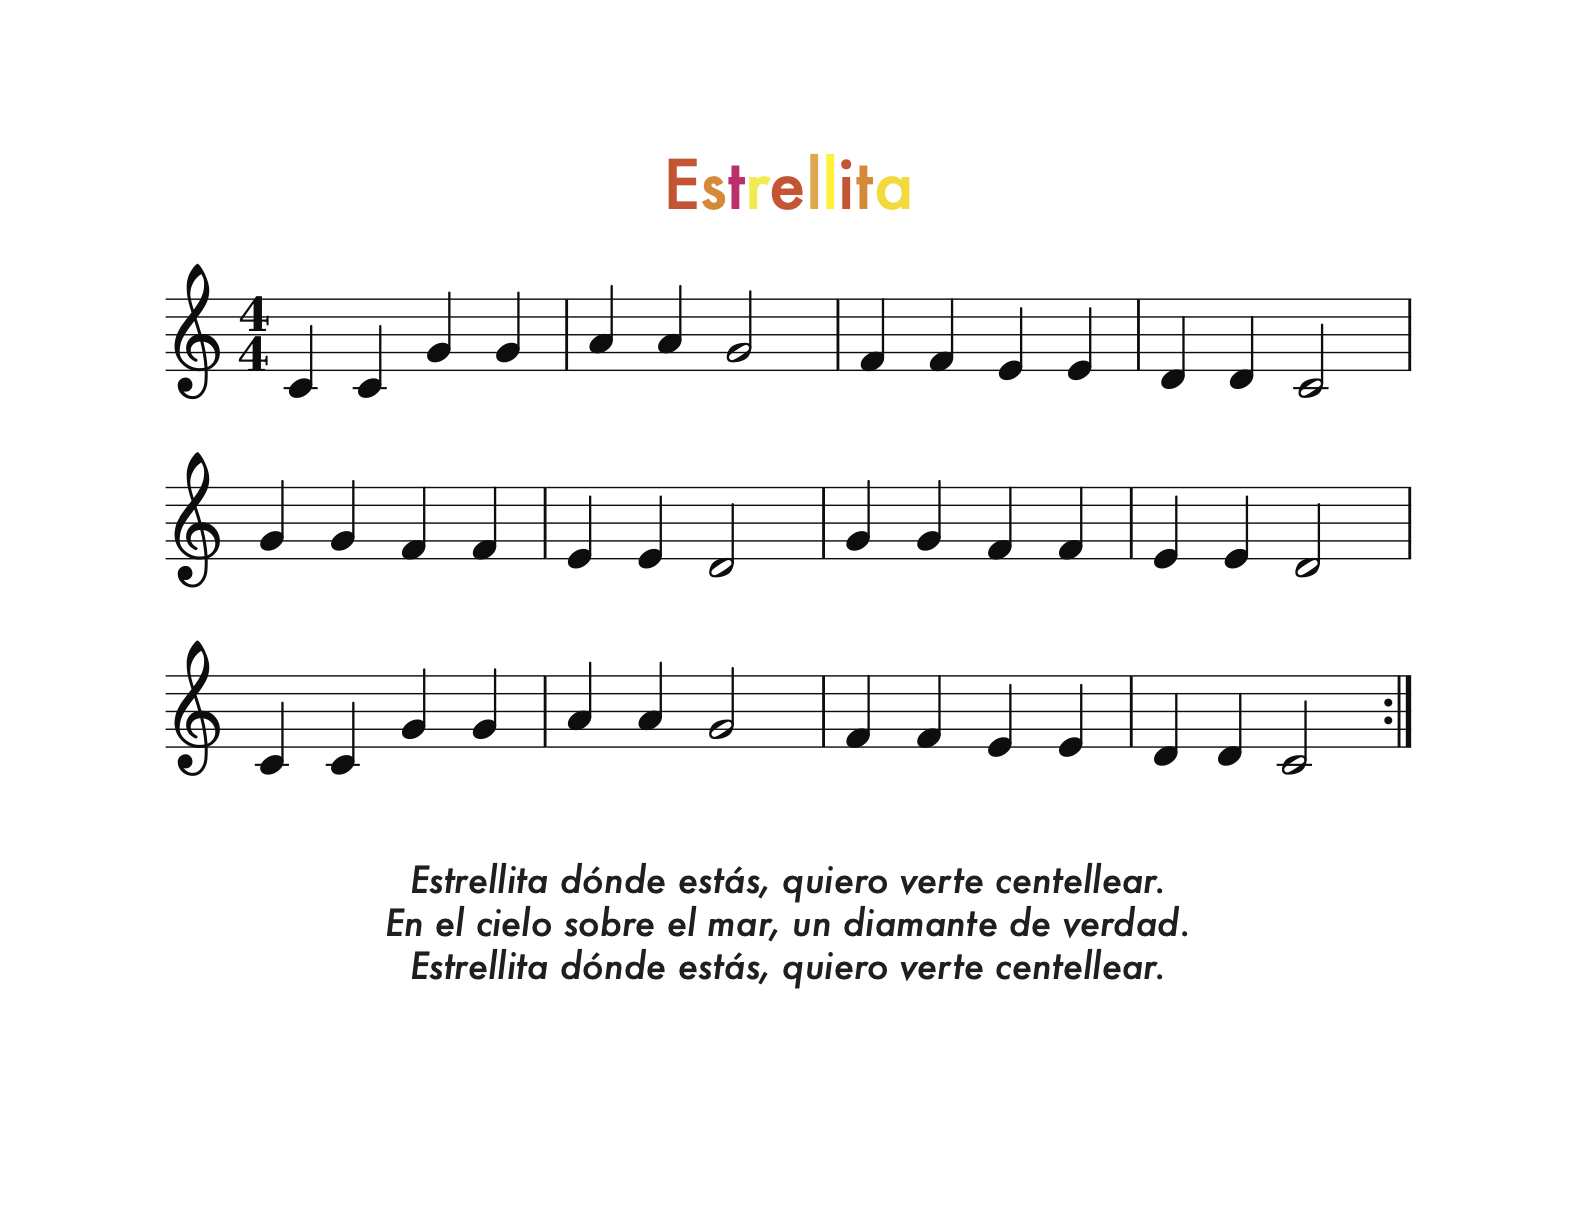 Estrellita
4
4
Estrellita dónde estás, quiero verte centellear.
En el cielo sobre el mar, un diamante de verdad.
Estrellita dónde estás, quiero verte centellear.